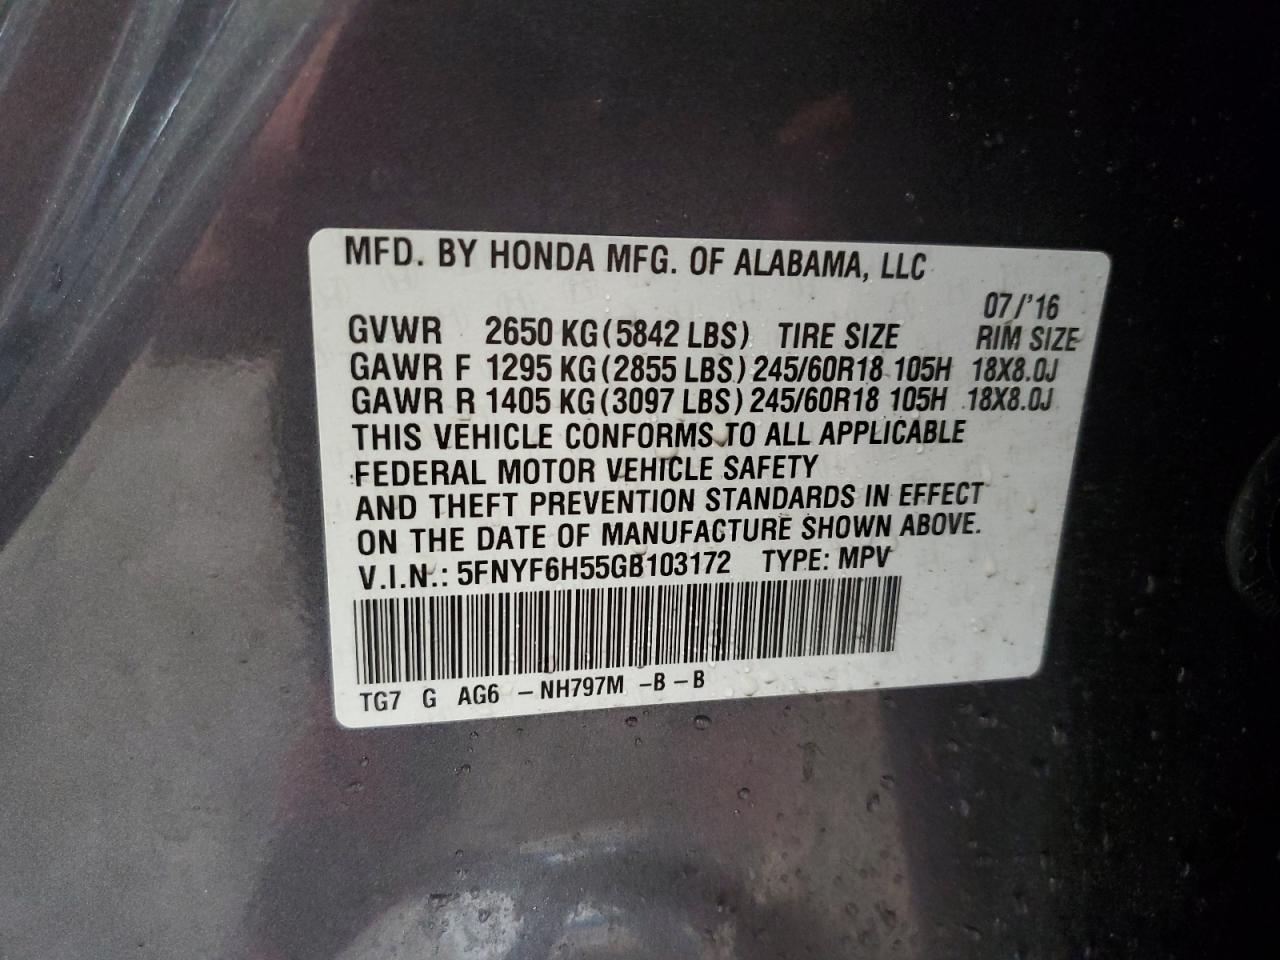 MFD. BY HONDA MFG. OF ALABAMA, LLC
07/'16
GVWR 2650 KG (5842 LBS) TIRE SIZE RIM SIZE
GAWR F 1295 KG (2855 LBS) 245/60R18 105H 18X8.0J
GAWR R 1405 KG (3097 LBS) 245/60R18 105H 18X8.0J
THIS VEHICLE CONFORMS TO ALL APPLICABLE
FEDERAL MOTOR VEHICLE SAFETY
AND THEFT PREVENTION STANDARDS IN EFFECT
ON THE DATE OF MANUFACTURE SHOWN ABOVE.
V.I.N.: 5FNYF6H55GB103172 TYPE: MPV
TG7 G AG6 – NH797M –B – B